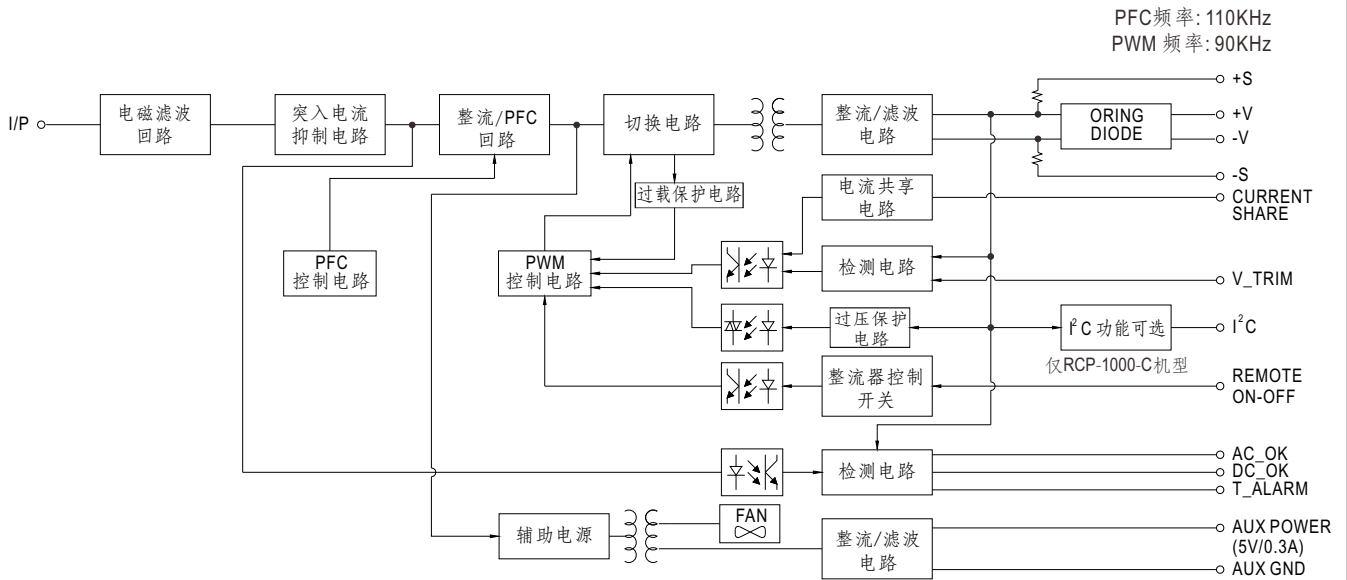 PFC频率: 110KHz
PWM 频率: 90KHz
I/P
电磁滤波
回路
突入电流
抑制电路
整流/PFC
回路
切换电路
整流/滤波
电路
ORING
DIODE
+S
+V
-V
-S
过载保护电路
电流共享
电路
CURRENT
SHARE
PFC
控制电路
PWM
控制电路
检测电路
V_TRIM
过压保护
电路
I²C 功能可选
I²C
仅RCP-1000-C机型
整流器控制
开关
REMOTE
ON-OFF
检测电路
AC_OK
DC_OK
T_ALARM
辅助电源
FAN
整流/滤波
电路
AUX POWER
(5V/0.3A)
AUX GND